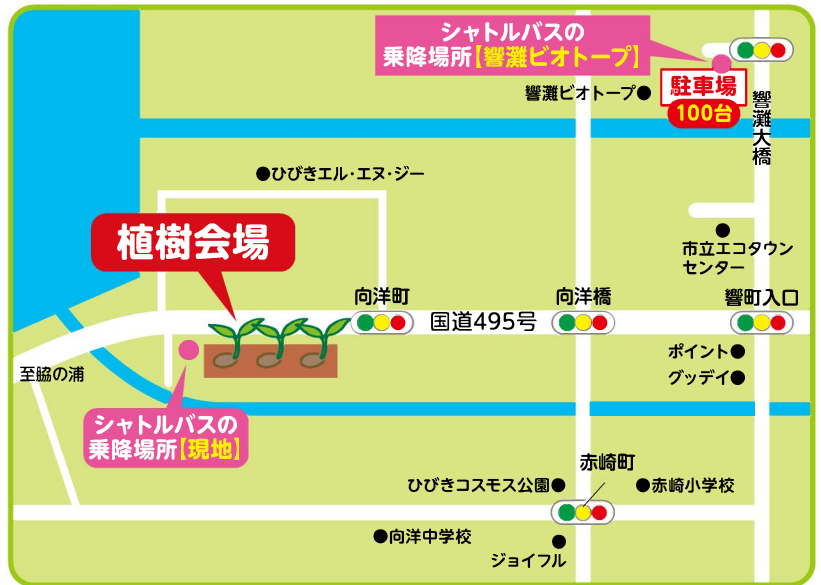 シャトルバスの
乗降場所【響灘ビオトープ】
響灘ビオトープ
駐車場
100台
響灘大橋
ひびきエル・エヌ・ジー
植樹会場
市立エコタウン
センター
向洋町
国道495号
向洋橋
響町入口
ポイント
グッデイ
至脇の浦
シャトルバスの
乗降場所【現地】
赤崎町
ひびきコスモス公園
赤崎小学校
向洋中学校
ジョイフル